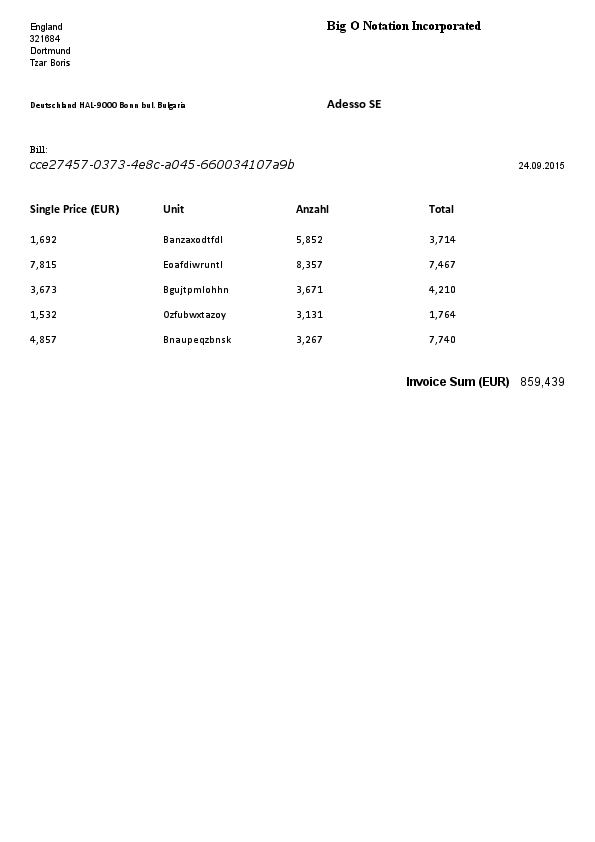 England
321684
Dortmund
Tzar Boris
Big O Notation Incorporated
Deutschland HAL-9000 Bonn bul. Bulgaria
Adesso SE
Bill:
cce27457-0373-4e8c-a045-660034107a9b
24.09.2015
Single Price (EUR) Unit Anzahl Total
1,692 Banzaxodtfdl 5,852 3,714
7,815 Eoafdiwruntl 8,357 7,467
3,673 Bgujtpmlohhn 3,671 4,210
1,532 Ozfubwxtazoy 3,131 1,764
4,857 Bnaupeqzbnsk 3,267 7,740
Invoice Sum (EUR) 859,439